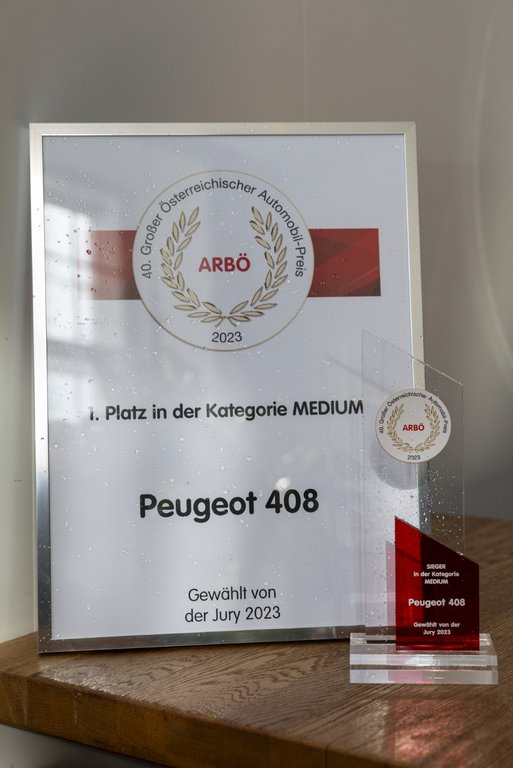 40. Großer Österreichischer Automobil-Preis
ARBÖ
2023
1. Platz in der Kategorie MEDIUM
Peugeot 408
Gewählt von
der Jury 2023
40. Großer Österreichischer Automobil-Preis
ARBÖ
2023
SIEGER
in der Kategorie
MEDIUM
Peugeot 408
Gewählt von der
Jury 2023